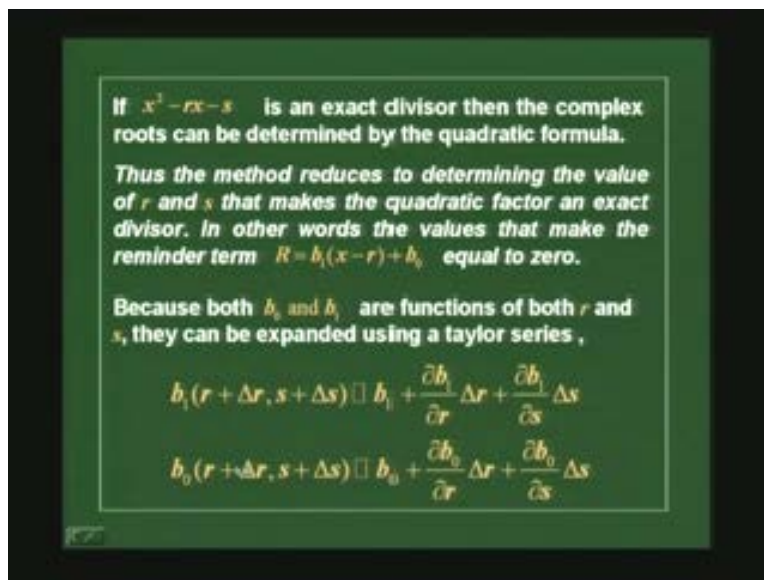 If x² − rx − s is an exact divisor then the complex
roots can be determined by the quadratic formula.
Thus the method reduces to determining the value
of r and s that makes the quadratic factor an exact
divisor. In other words the values that make the
reminder term R = b₁(x − r) + b₀ equal to zero.
Because both b₀ and b₁ are functions of both r and
s, they can be expanded using a taylor series ,
b₁(r + Δr, s + Δs) □ b₁ + ∂b₁/∂r Δr + ∂b₁/∂s Δs
b₀(r + Δr, s + Δs) □ b₀ + ∂b₀/∂r Δr + ∂b₀/∂s Δs